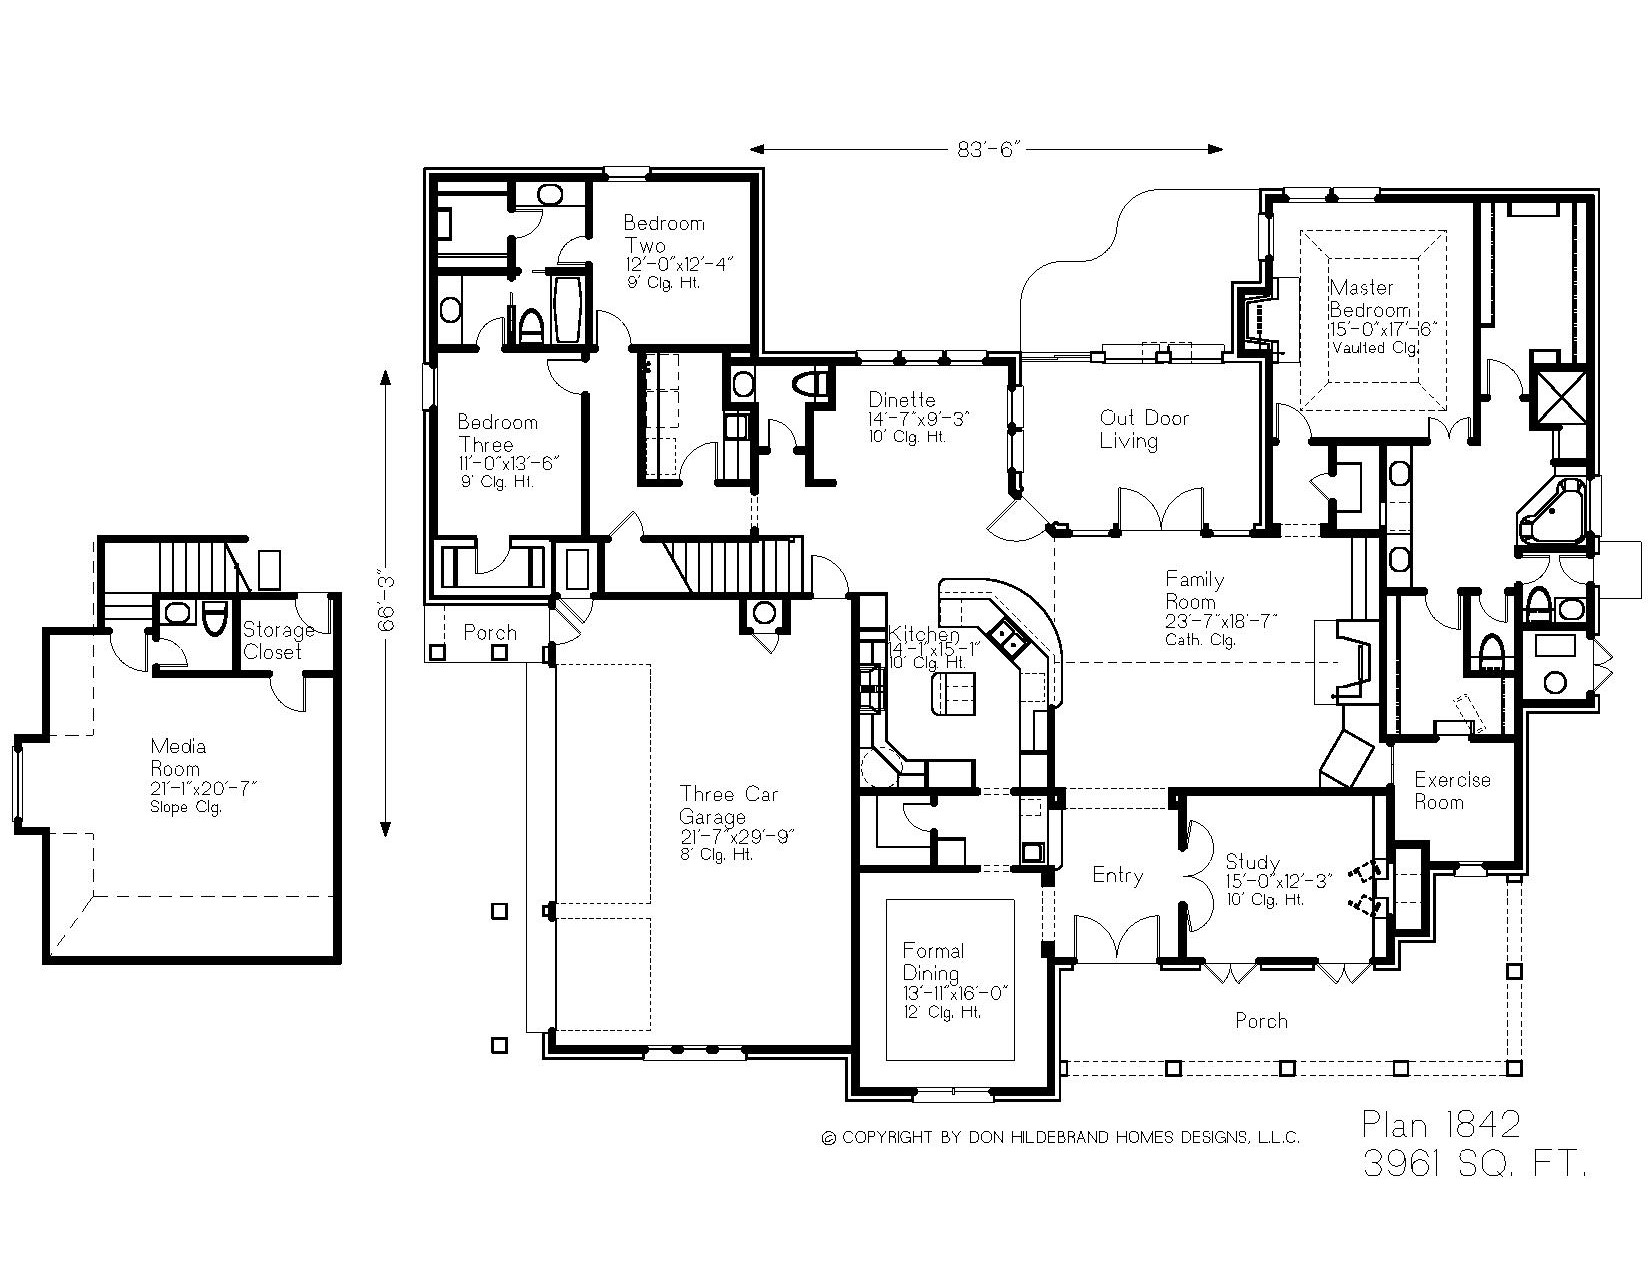 83'-6"
Bedroom
Two
12'-0"x12'-4"
9' Clg. Ht.
Master
Bedroom
15'-0"x17'-6"
Vaulted Clg.
Dinette
14'-7"x9'-3"
10' Clg. Ht.
Out Door
Living
Bedroom
Three
11'-0"x13'-6"
9' Clg. Ht.
66'-3"
Family
Room
23'-7"x18'-7"
Cath. Clg.
Storage
Closet
Porch
Kitchen
14'-1"x15'-1"
10' Clg. Ht.
Media
Room
21'-1"x20'-7"
Slope Clg.
Three Car
Garage
21'-7"x29'-9"
8' Clg. Ht.
Exercise
Room
Entry
Study
15'-0"x12'-3"
10' Clg. Ht.
Formal
Dining
13'-11"x16'-0"
12' Clg. Ht.
Porch
Plan 1842
3961 SQ. FT.
© COPYRIGHT BY DON HILDEBRAND HOMES DESIGNS, L.L.C.